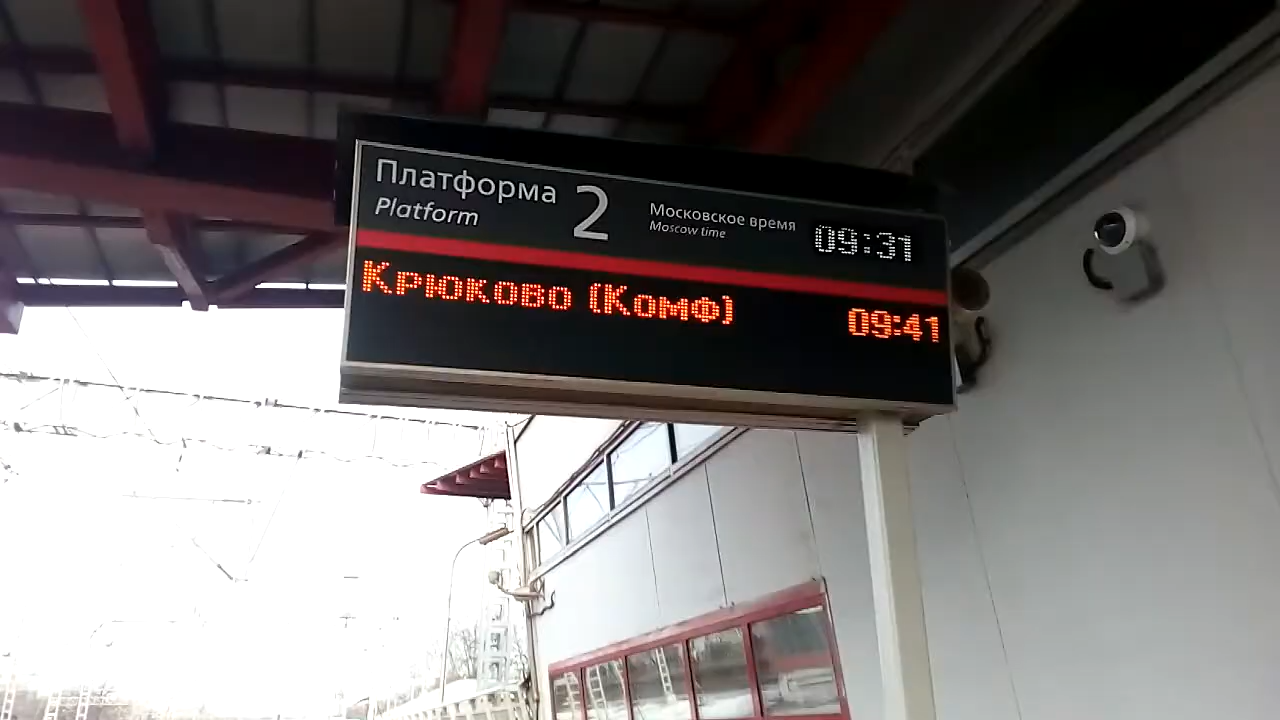 Платформа 2 Московское время 09:31
Platform Moscow time
Крюково (Комф) 09:41